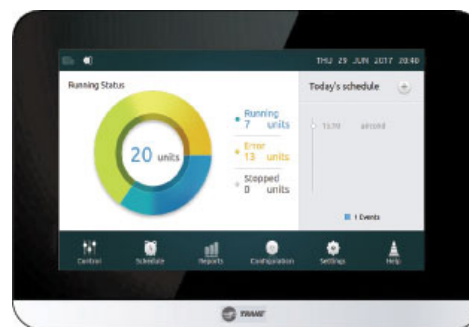 THU 29 JUN 2017 20:40
Running Status
Today's schedule
+
20 units
Running
7 units
Error
13 units
Stopped
0 units
1 Events
Control
Schedule
Reports
Configuration
Settings
Help
TRANE